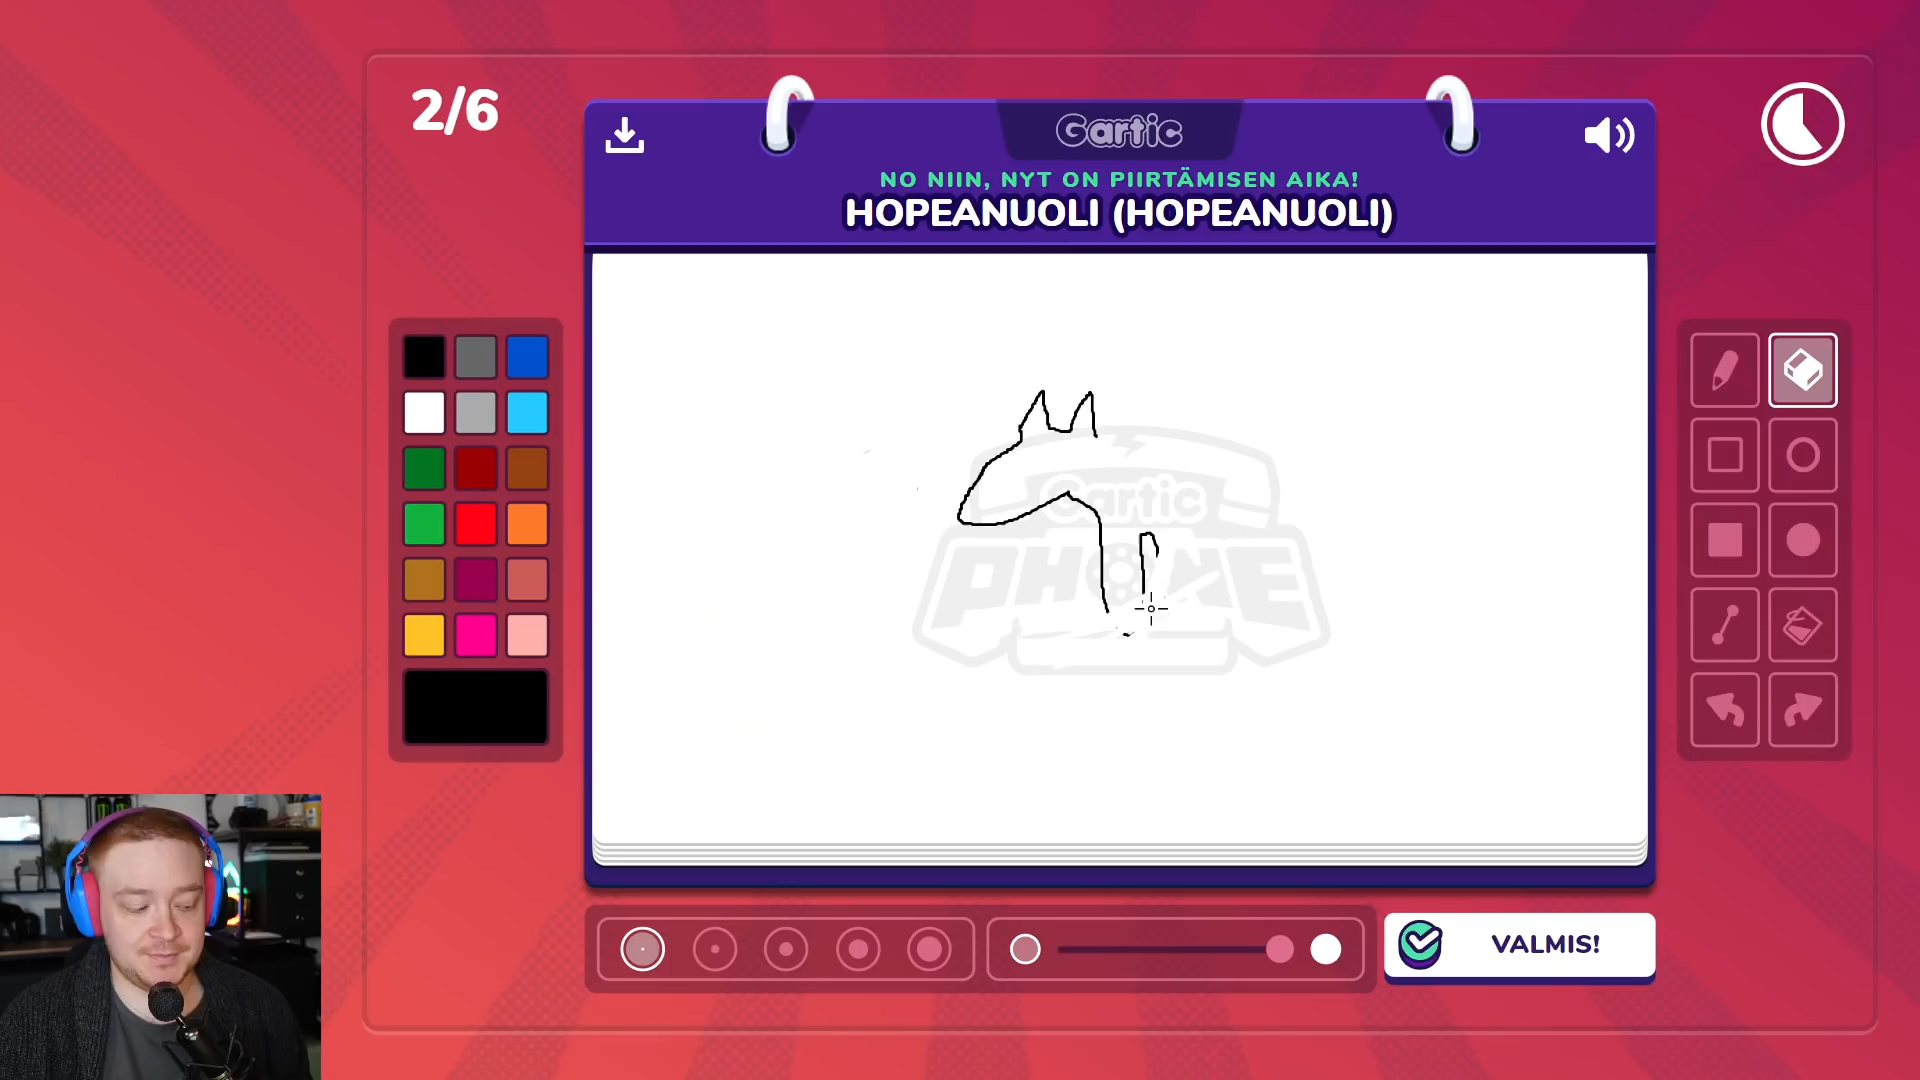 2/6
Gartic
NO NIIN, NYT ON PIIRTÄMISEN AIKA!
HOPEANUOLI (HOPEANUOLI)
Gartic
PHONE
VALMIS!